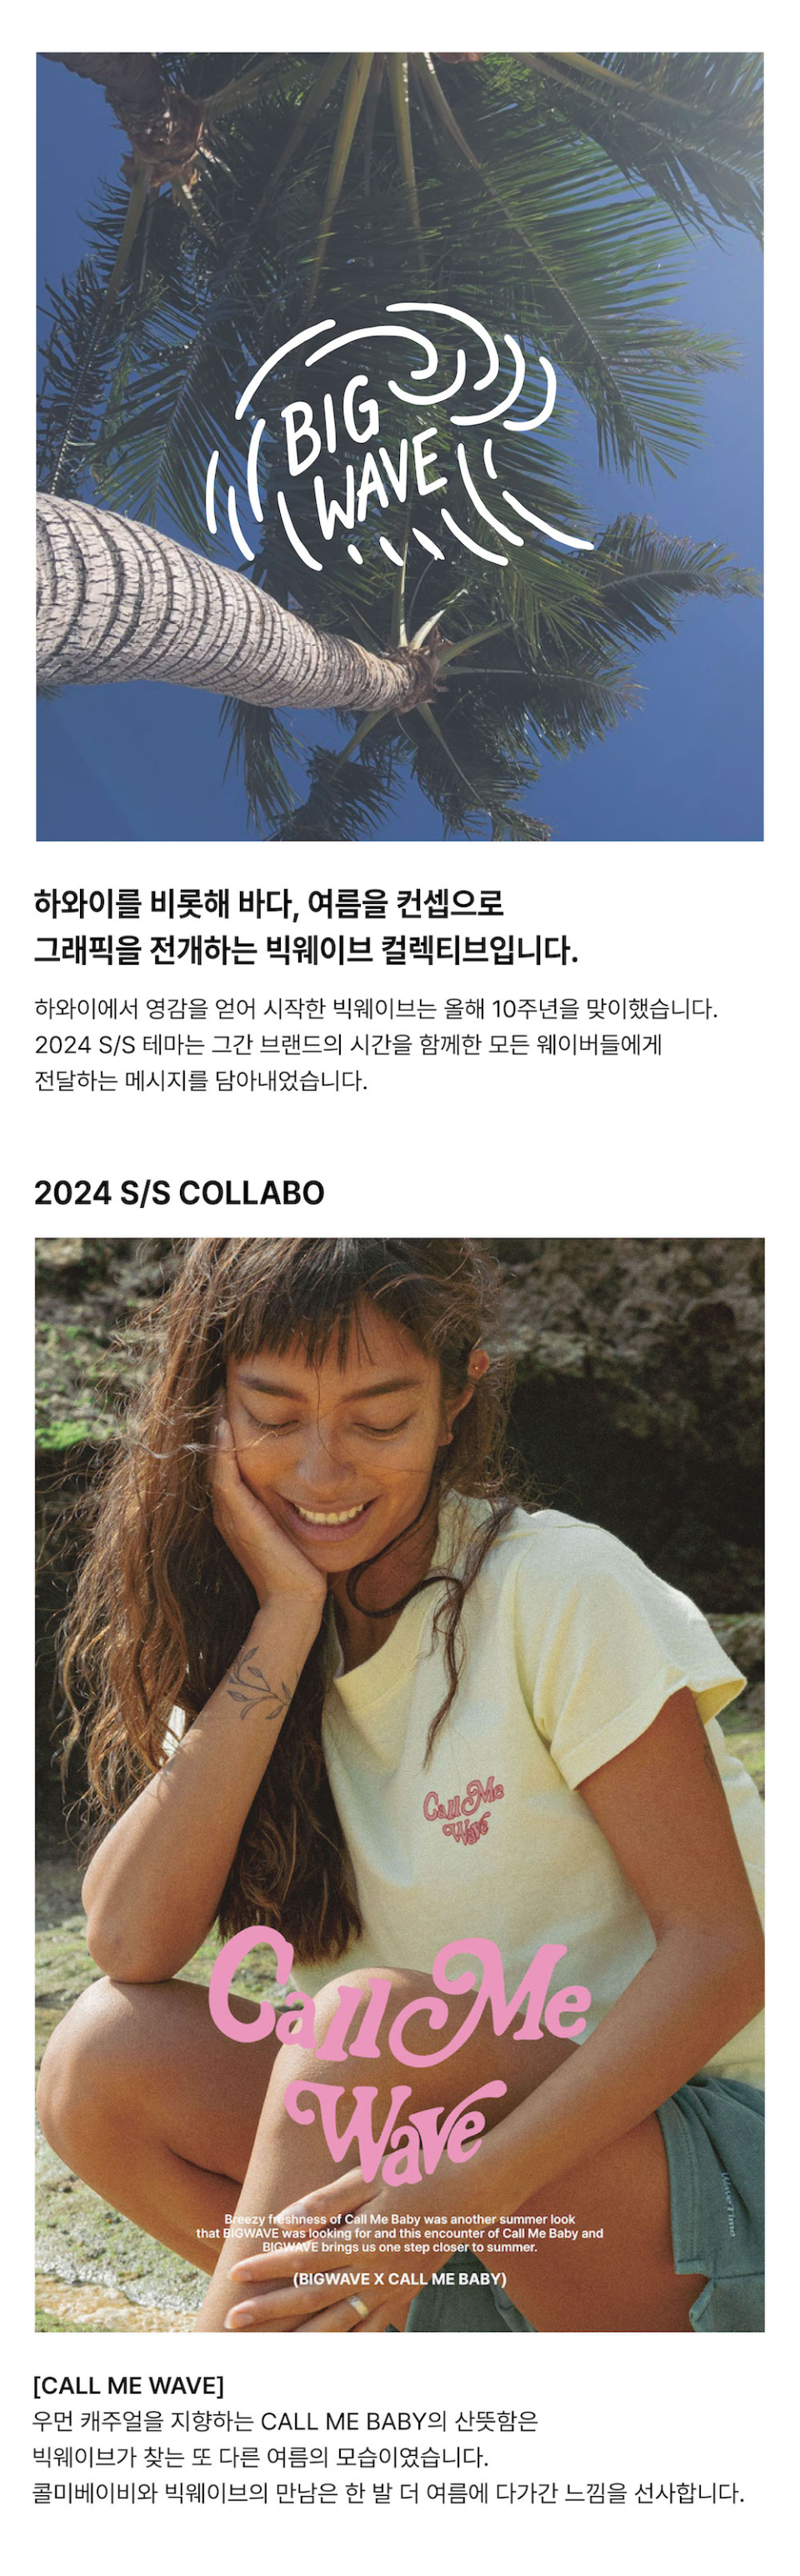 BIG
WAVE
하와이를 비롯해 바다, 여름을 컨셉으로
그래픽을 전개하는 빅웨이브 컬렉티브입니다.
하와이에서 영감을 얻어 시작한 빅웨이브는 올해 10주년을 맞이했습니다.
2024 S/S 테마는 그간 브랜드의 시간을 함께한 모든 웨이버들에게
전달하는 메시지를 담아내었습니다.
2024 S/S COLLABO
Call Me
Wave
Call Me
Wave
Wave Time
Breezy freshness of Call Me Baby was another summer look
that BIGWAVE was looking for and this encounter of Call Me Baby and
BIGWAVE brings us one step closer to summer.
(BIGWAVE X CALL ME BABY)
[CALL ME WAVE]
우먼 캐주얼을 지향하는 CALL ME BABY의 산뜻함은
빅웨이브가 찾는 또 다른 여름의 모습이였습니다.
콜미베이비와 빅웨이브의 만남은 한 발 더 여름에 다가간 느낌을 선사합니다.